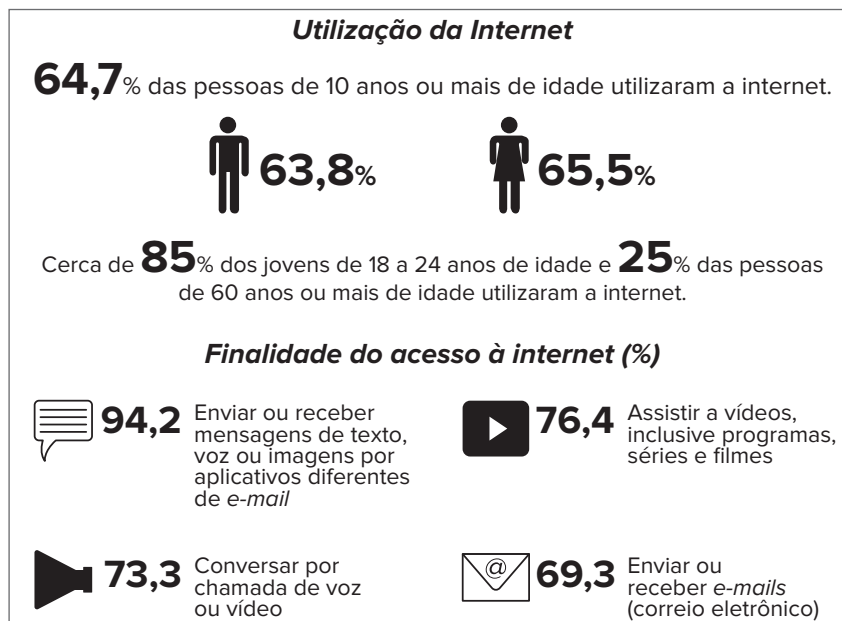 Utilização da Internet
64,7% das pessoas de 10 anos ou mais de idade utilizaram a internet.
63,8%
65,5%
Cerca de 85% dos jovens de 18 a 24 anos de idade e 25% das pessoas
de 60 anos ou mais de idade utilizaram a internet.
Finalidade do acesso à internet (%)
94,2 Enviar ou receber
mensagens de texto,
voz ou imagens por
aplicativos diferentes
de e-mail
76,4 Assistir a vídeos,
inclusive programas,
séries e filmes
73,3 Conversar por
chamada de voz
ou vídeo
@
69,3 Enviar ou
receber e-mails
(correio eletrônico)